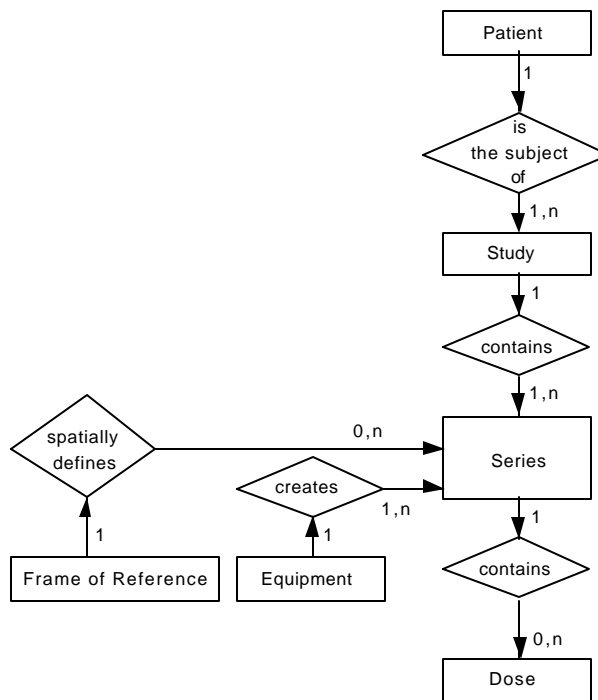 Patient
1
is
the subject
of
1,n
Study
1
contains
1,n
spatially
defines
0,n
Series
creates
1,n
1
1
1
Frame of Reference
Equipment
contains
0,n
Dose